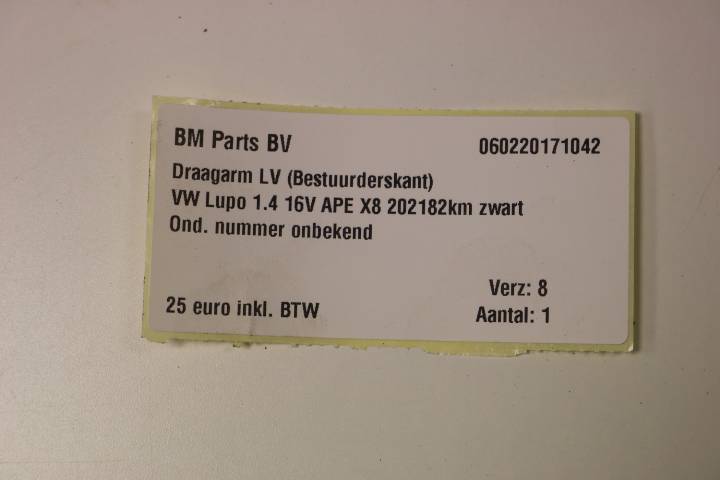 BM Parts BV 060220171042
Draagarm LV (Bestuurderskant)
VW Lupo 1.4 16V APE X8 202182km zwart
Ond. nummer onbekend
Verz: 8
25 euro inkl. BTW Aantal: 1